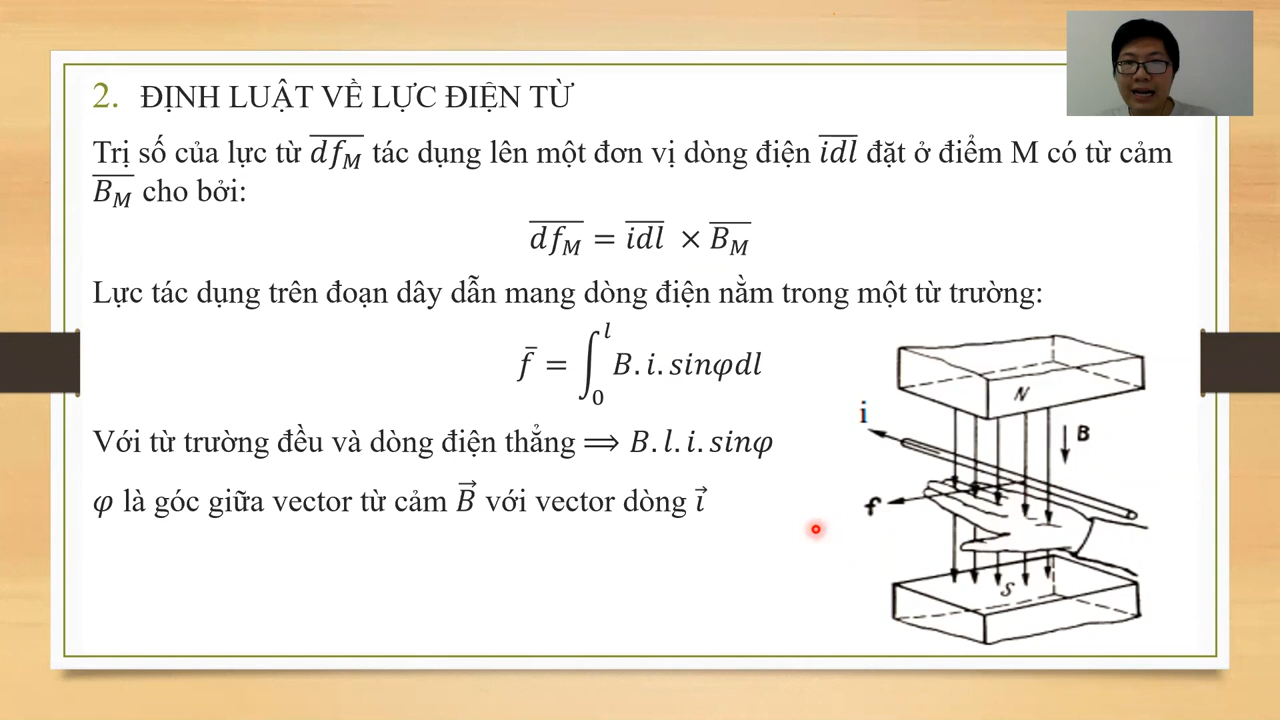 2. ĐỊNH LUẬT VỀ LỰC ĐIỆN TỪ
Trị số của lực từ $\overline{df_M}$ tác dụng lên một đơn vị dòng điện $\overline{idl}$ đặt ở điểm M có từ cảm
$\overline{B_M}$ cho bởi:
$\overline{df_M} = \overline{idl} \times \overline{B_M}$
Lực tác dụng trên đoạn dây dẫn mang dòng điện nằm trong một từ trường:
$\bar{f} = \int_0^l B.i.sin\varphi dl$
Với từ trường đều và dòng điện thẳng ⟹ $B.l.i.sin\varphi$
$\varphi$ là góc giữa vector từ cảm $\vec{B}$ với vector dòng $\vec{\imath}$
N
i
B
f
S